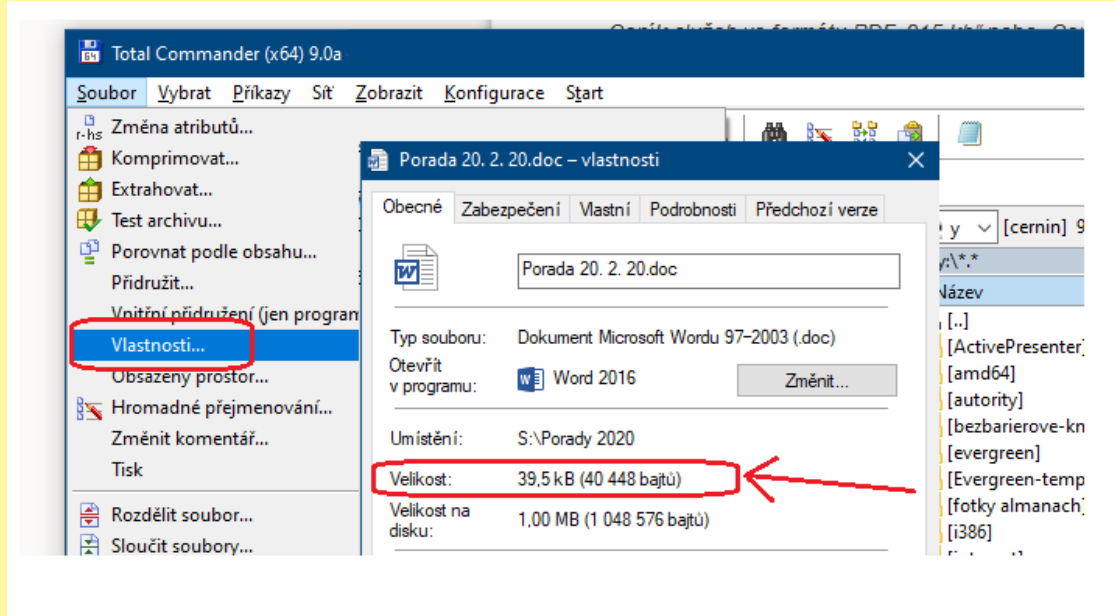 Total Commander (x64) 9.0a
Soubor Vybrat Příkazy Síť Zobrazit Konfigurace Start
r-hs Změna atributů...
Komprimovat...
Extrahovat...
Test archivu...
Porovnat podle obsahu...
Přidružit...
Vnitřní přidružení (jen program
Vlastnosti...
Obsazený prostor...
Hromadné přejmenování...
Změnit komentář...
Tisk
Rozdělit soubor...
Sloučit soubory...
Porada 20. 2. 20.doc – vlastnosti
Obecné Zabezpečení Vlastní Podrobnosti Předchozí verze
Porada 20. 2. 20.doc
Typ souboru: Dokument Microsoft Wordu 97–2003 (.doc)
Otevřít
v programu: Word 2016 Změnit...
Umístění: S:\Porady 2020
Velikost: 39,5 kB (40 448 bajtů)
Velikost na
disku: 1,00 MB (1 048 576 bajtů)
y [cernin] 9
y:\*.*
Název
[..]
[ActivePresenter]
[amd64]
[autority]
[bezbarierove-kn
[evergreen]
[Evergreen-temp
[fotky almanach]
[i386]